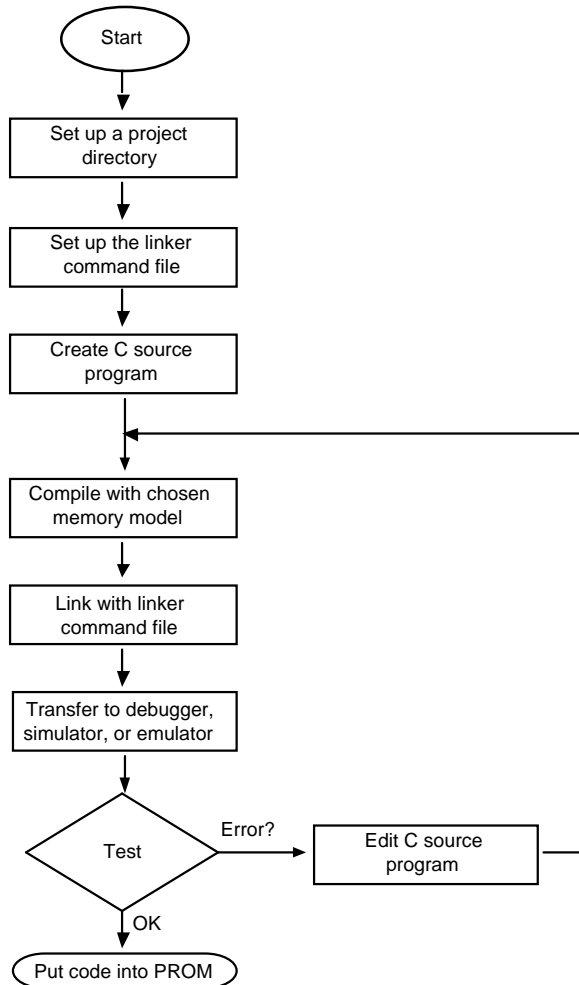 Start
Set up a project
directory
Set up the linker
command file
Create C source
program
Compile with chosen
memory model
Link with linker
command file
Transfer to debugger,
simulator, or emulator
Test
Error?
Edit C source
program
OK
Put code into PROM